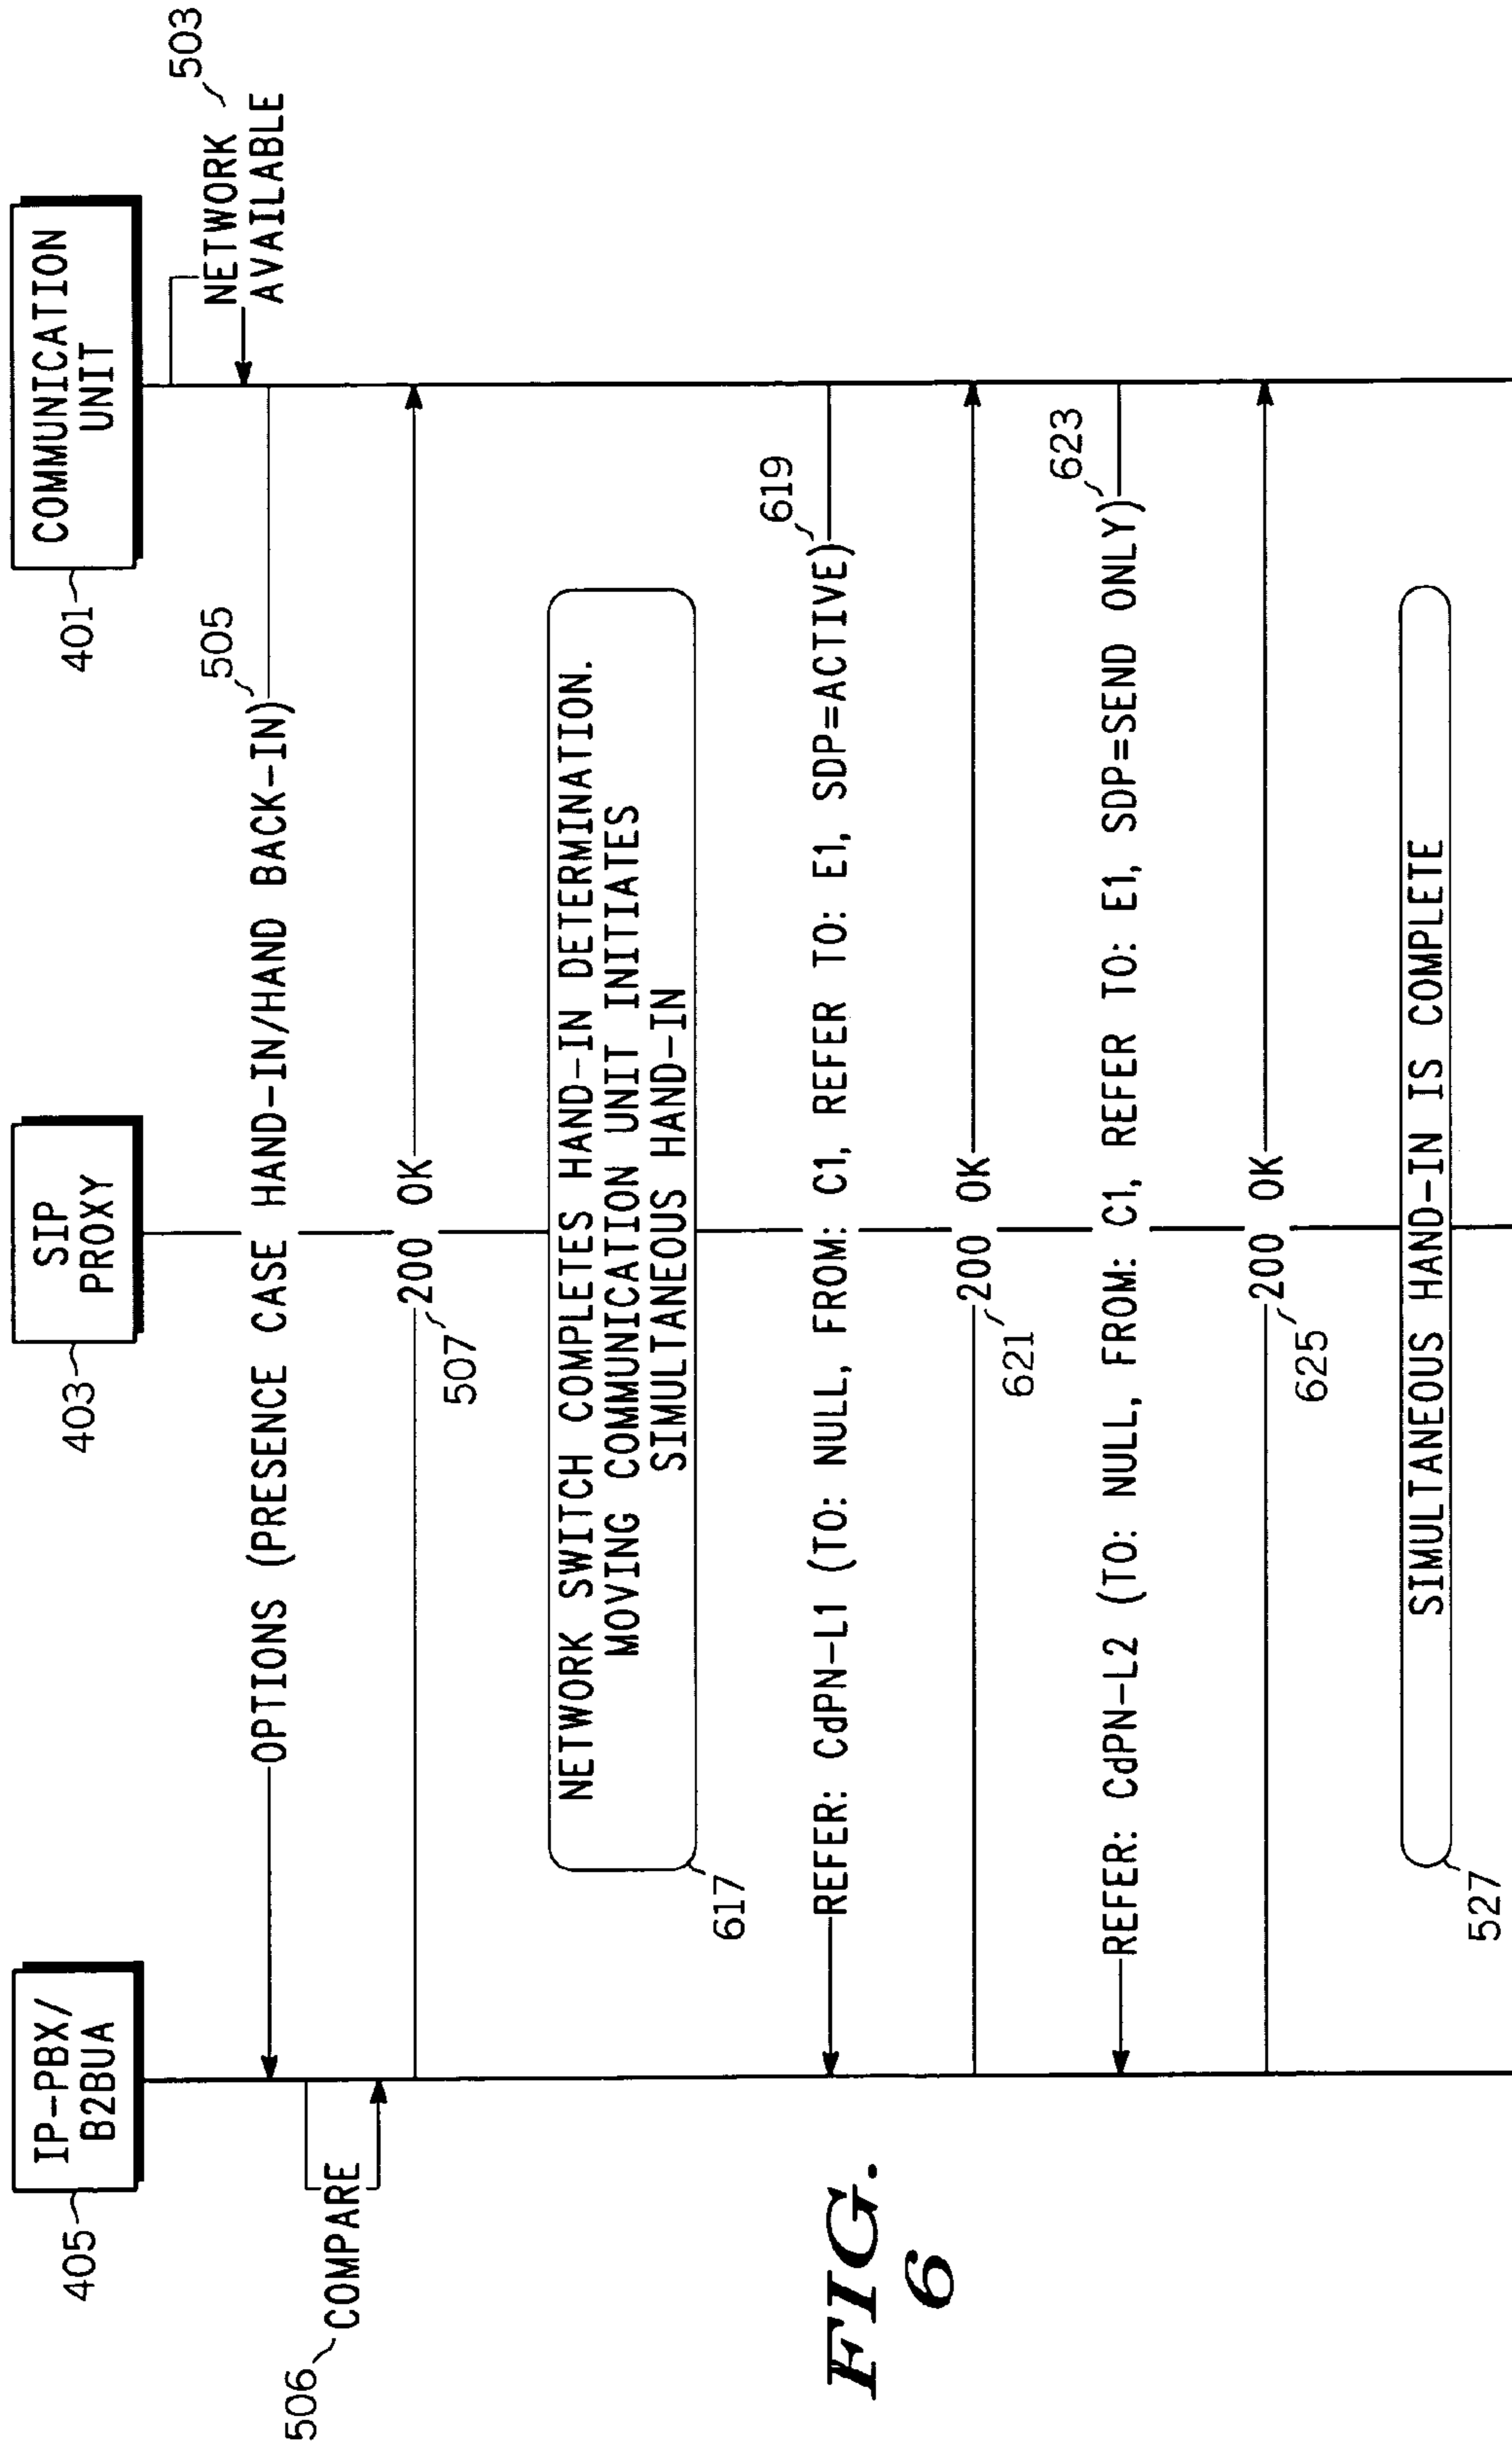 405
IP-PBX/
B2BUA
403
SIP
PROXY
401
COMMUNICATION
UNIT
NETWORK
AVAILABLE
503
OPTIONS (PRESENCE CASE HAND-IN/HAND BACK-IN)
505
506
COMPARE
200 OK
507
NETWORK SWITCH COMPLETES HAND-IN DETERMINATION.
MOVING COMMUNICATION UNIT INITIATES
SIMULTANEOUS HAND-IN
617
REFER: CdPN-L1 (TO: NULL, FROM: C1, REFER TO: E1, SDP=ACTIVE)
619
200 OK
621
REFER: CdPN-L2 (TO: NULL, FROM: C1, REFER TO: E1, SDP=SEND ONLY)
623
200 OK
625
SIMULTANEOUS HAND-IN IS COMPLETE
527
FIG.
6